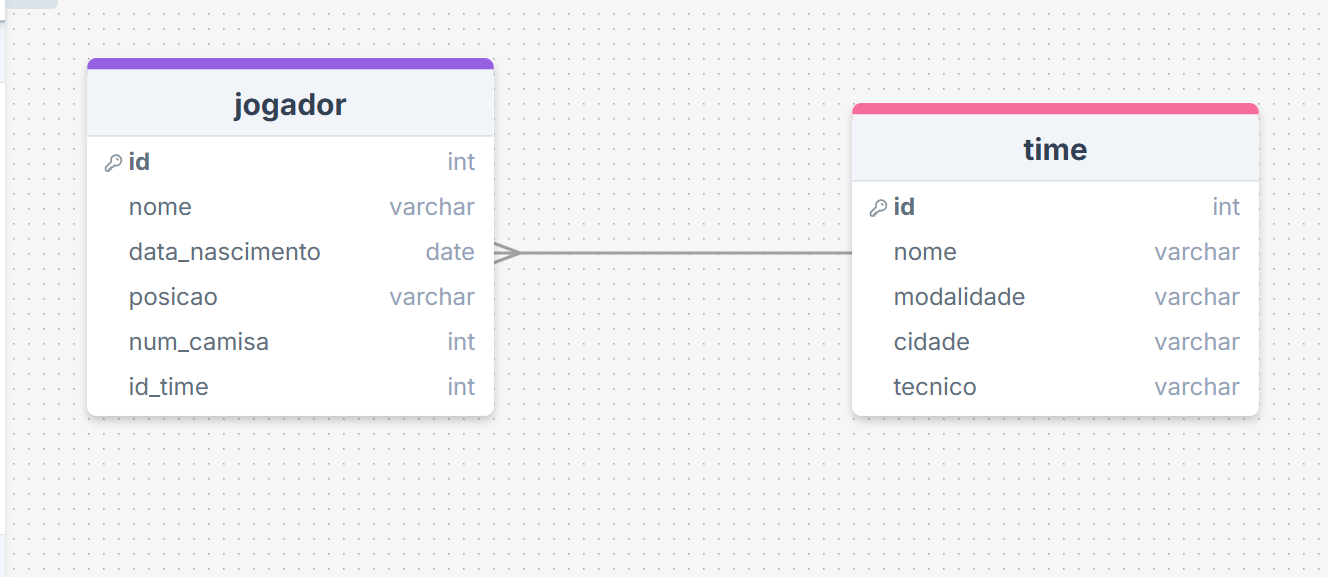 jogador
id int
nome varchar
data_nascimento date
posicao varchar
num_camisa int
id_time int
time
id int
nome varchar
modalidade varchar
cidade varchar
tecnico varchar